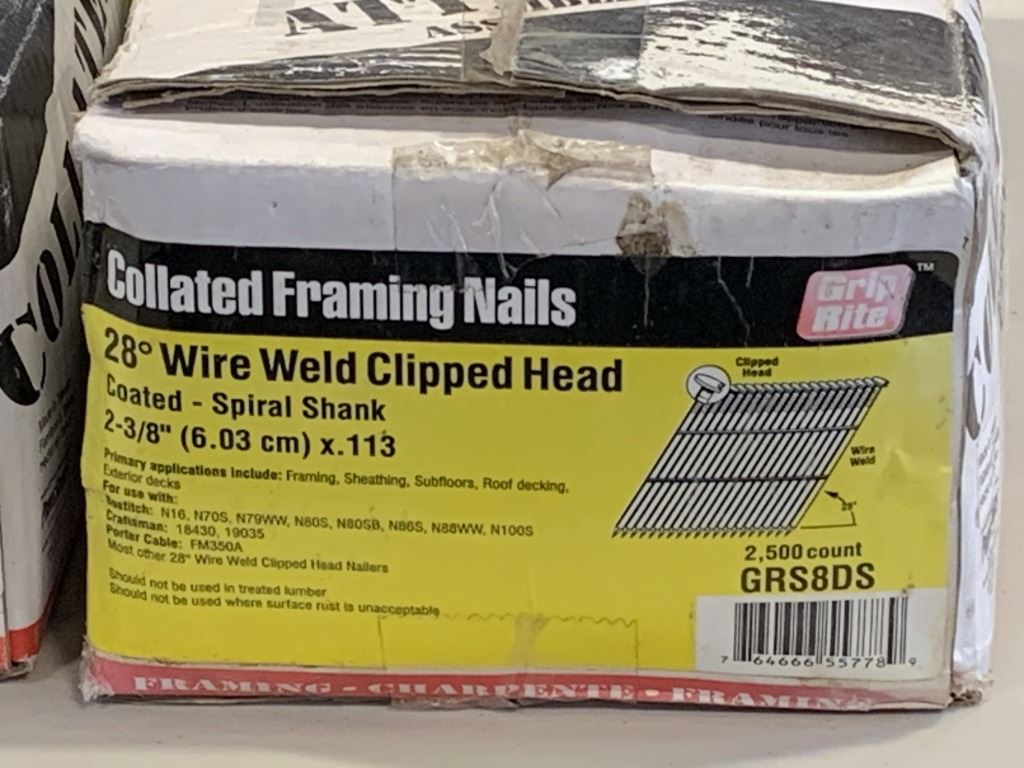 Collated Framing Nails
Grip Rite™
28° Wire Weld Clipped Head
Coated - Spiral Shank
2-3/8" (6.03 cm) x.113
Primary applications include: Framing, Sheathing, Subfloors, Roof decking,
Exterior decks
For use with:
Bostitch: N16, N70S, N79WW, N80S, N80SB, N86S, N88WW, N100S
Craftsman: 18430, 19035
Porter Cable: FM350A
Most other 28° Wire Weld Clipped Head Nailers
Should not be used in treated lumber
Should not be used where surface rust is unacceptable
Clipped
Head
Wire
Weld
28°
2,500 count
GRS8DS
7 64666 55778 9
FRAMING - CHARPENTE - FRAMING